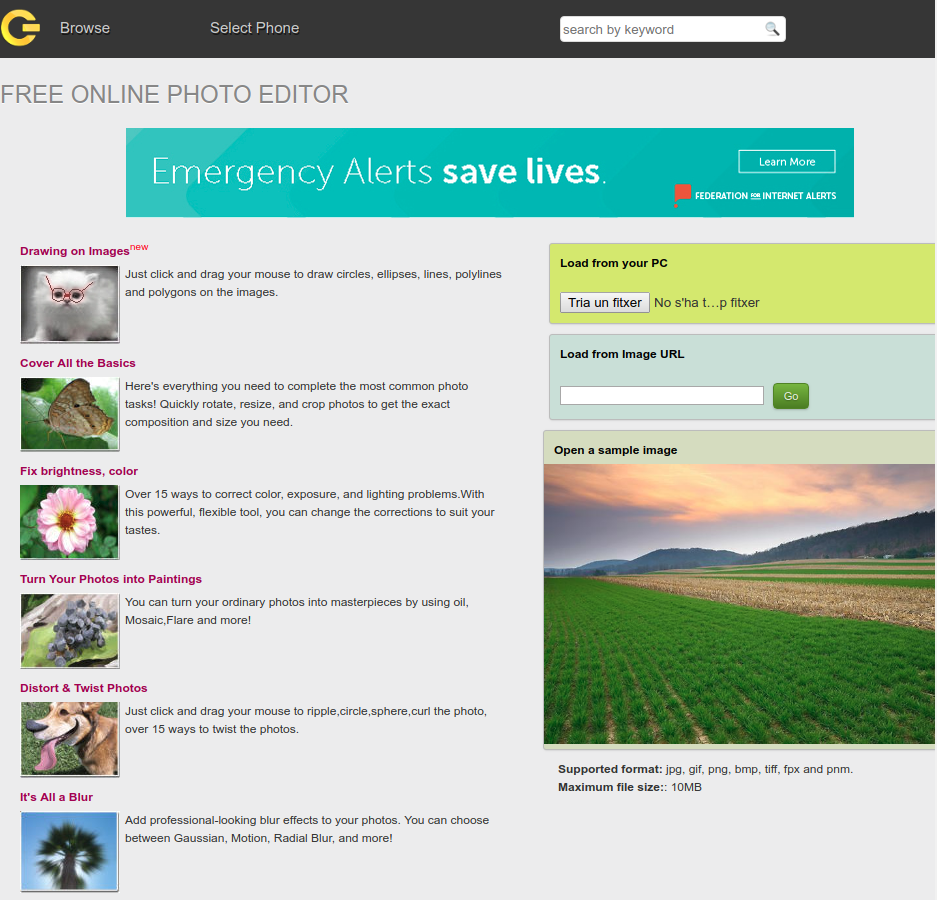 Browse
Select Phone
search by keyword
FREE ONLINE PHOTO EDITOR
Emergency Alerts save lives.
Learn More
FEDERATION FOR INTERNET ALERTS
Drawing on Images new
Just click and drag your mouse to draw circles, ellipses, lines, polylines
and polygons on the images.
Cover All the Basics
Here's everything you need to complete the most common photo
tasks! Quickly rotate, resize, and crop photos to get the exact
composition and size you need.
Fix brightness, color
Over 15 ways to correct color, exposure, and lighting problems.With
this powerful, flexible tool, you can change the corrections to suit your
tastes.
Turn Your Photos into Paintings
You can turn your ordinary photos into masterpieces by using oil,
Mosaic,Flare and more!
Distort & Twist Photos
Just click and drag your mouse to ripple,circle,sphere,curl the photo,
over 15 ways to twist the photos.
It's All a Blur
Add professional-looking blur effects to your photos. You can choose
between Gaussian, Motion, Radial Blur, and more!
Load from your PC
Tria un fitxer No s'ha t…p fitxer
Load from Image URL
Go
Open a sample image
Supported format: jpg, gif, png, bmp, tiff, fpx and pnm.
Maximum file size:: 10MB